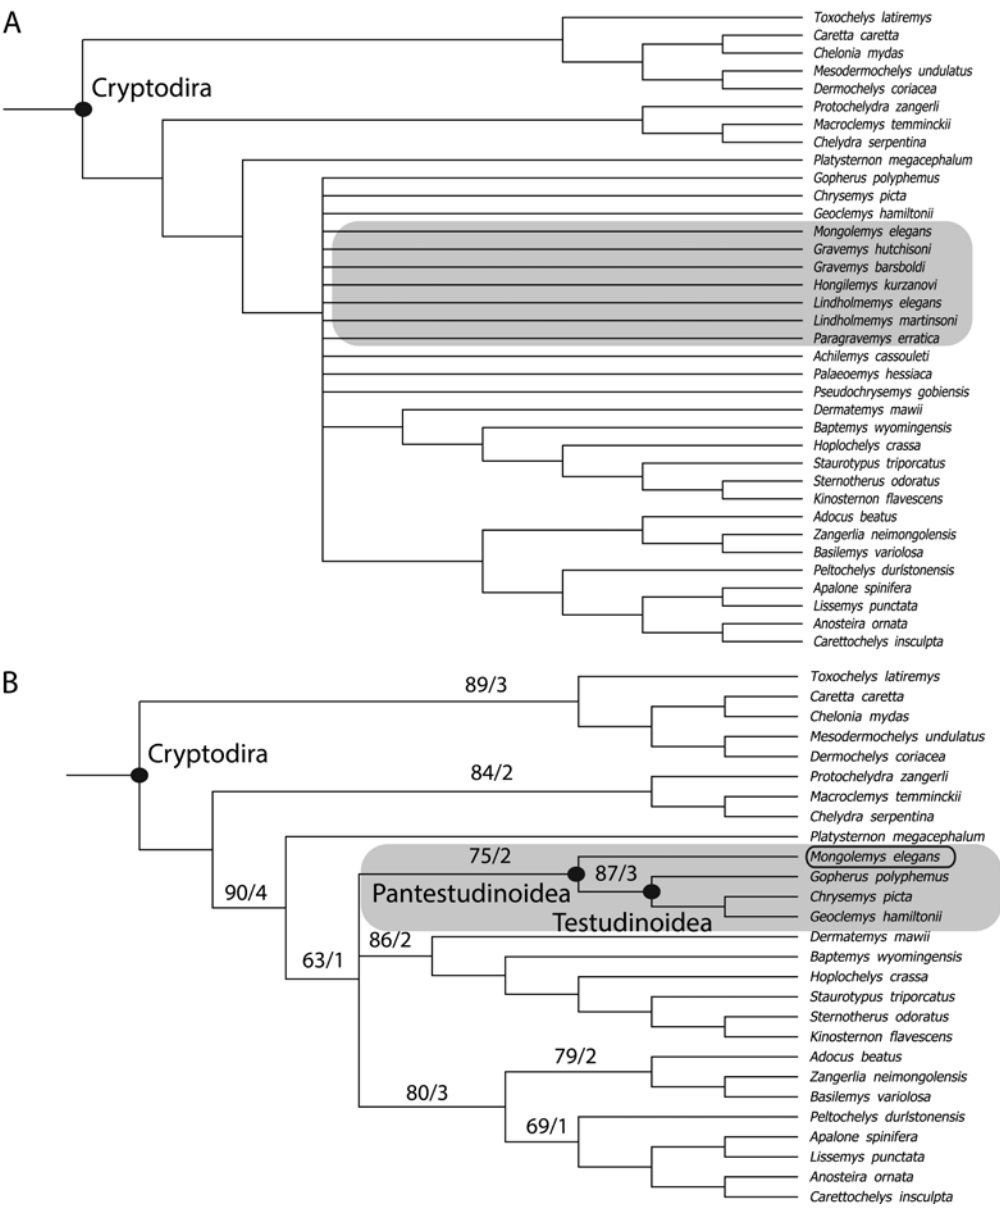 A
Toxochelys latiremys
Caretta caretta
Chelonia mydas
Mesodermochelys undulatus
Dermochelys coriacea
Cryptodira
Protochelydra zangerli
Macroclemys temminckii
Chelydra serpentina
Platysternon megacephalum
Gopherus polyphemus
Chrysemys picta
Geoclemys hamiltonii
Mongolemys elegans
Gravemys hutchisoni
Gravemys barsboldi
Hongilemys kurzanovi
Lindholmemys elegans
Lindholmemys martinsoni
Paragravemys erratica
Achilemys cassouleti
Palaeoemys hessiaca
Pseudochrysemys gobiensis
Dermatemys mawii
Baptemys wyomingensis
Hoplochelys crassa
Staurotypus triporcatus
Sternotherus odoratus
Kinosternon flavescens
Adocus beatus
Zangerlia neimongolensis
Basilemys variolosa
Peltochelys durlstonensis
Apalone spinifera
Lissemys punctata
Anosteira ornata
Carettochelys insculpta
B
Toxochelys latiremys
89/3
Caretta caretta
Chelonia mydas
Mesodermochelys undulatus
Cryptodira
Dermochelys coriacea
84/2
Protochelydra zangerli
Macroclemys temminckii
Chelydra serpentina
Platysternon megacephalum
75/2
Mongolemys elegans
87/3
Gopherus polyphemus
90/4
Pantestudinoidea
Chrysemys picta
Testudinoidea
Geoclemys hamiltonii
86/2
Dermatemys mawii
63/1
Baptemys wyomingensis
Hoplochelys crassa
Staurotypus triporcatus
Sternotherus odoratus
Kinosternon flavescens
79/2
Adocus beatus
Zangerlia neimongolensis
80/3
Basilemys variolosa
69/1
Peltochelys durlstonensis
Apalone spinifera
Lissemys punctata
Anosteira ornata
Carettochelys insculpta